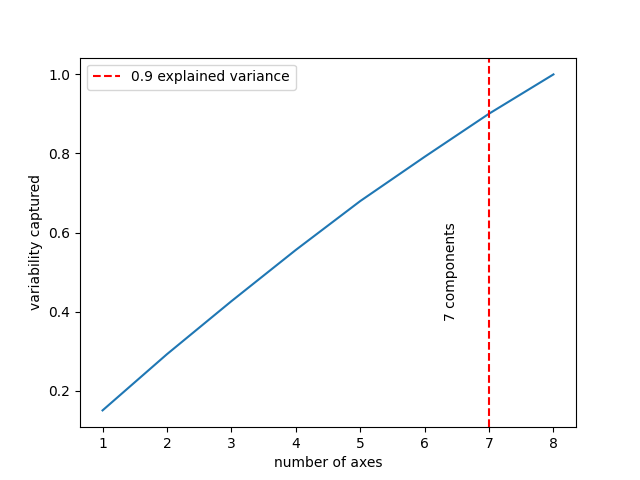 0.9 explained variance
1.0
0.8
0.6
0.4
0.2
variability captured
7 components
1 2 3 4 5 6 7 8
number of axes